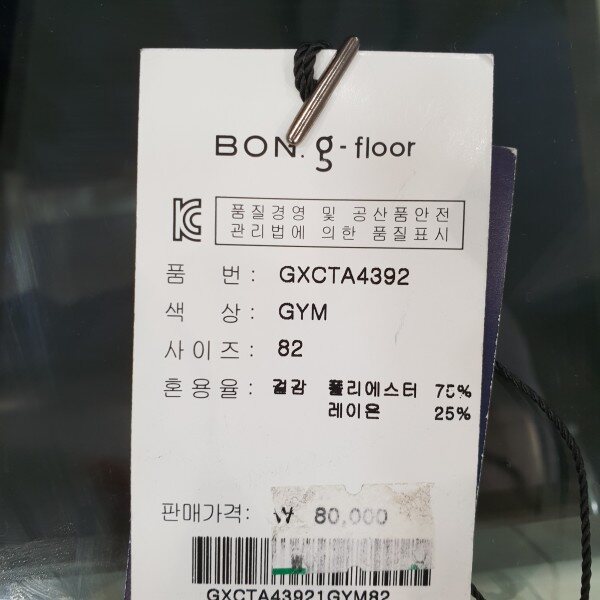 BON. g-floor
품질경영 및 공산품안전
관리법에 의한 품질표시
품 번 : GXCTA4392
색 상 : GYM
사이즈 : 82
혼용율 : 겉감 폴리에스터 75%
레이온 25%
판매가격: ₩ 80,000
GXCTA43921GYM82